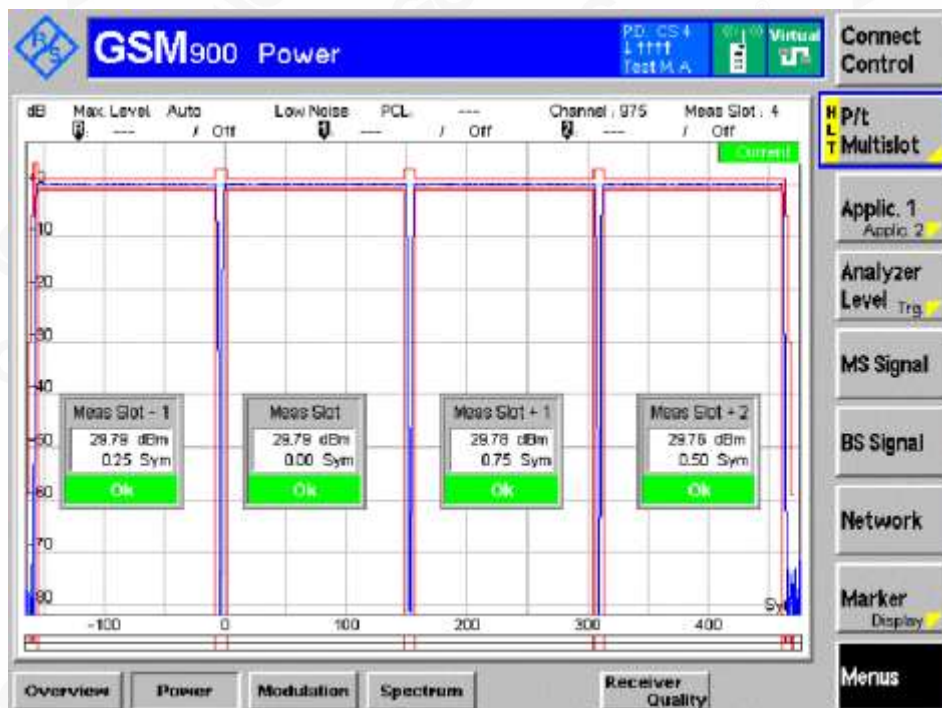 R S
GSM900 Power
P.D. CS 4
↓ ↑↑↑↑
Test M. A.
Virtual
Connect Control
dB Max. Level Auto Low Noise PCL: --- Channel : 975 Meas Slot : 4
--- / Off 1 --- / Off 2 --- / Off
Current
HLT P/t Multislot
Applic. 1
Applic. 2
Analyzer Level Trg.
MS Signal
BS Signal
Network
Marker
Display
Menus
-10
-20
-30
-40
-50
-60
-70
-80
Meas Slot - 1
29.79 dBm
0.25 Sym
Ok
Meas Slot
29.79 dBm
0.00 Sym
Ok
Meas Slot + 1
29.78 dBm
0.75 Sym
Ok
Meas Slot + 2
29.76 dBm
0.50 Sym
Ok
-100 0 100 200 300 400
Overview Power Modulation Spectrum Receiver Quality